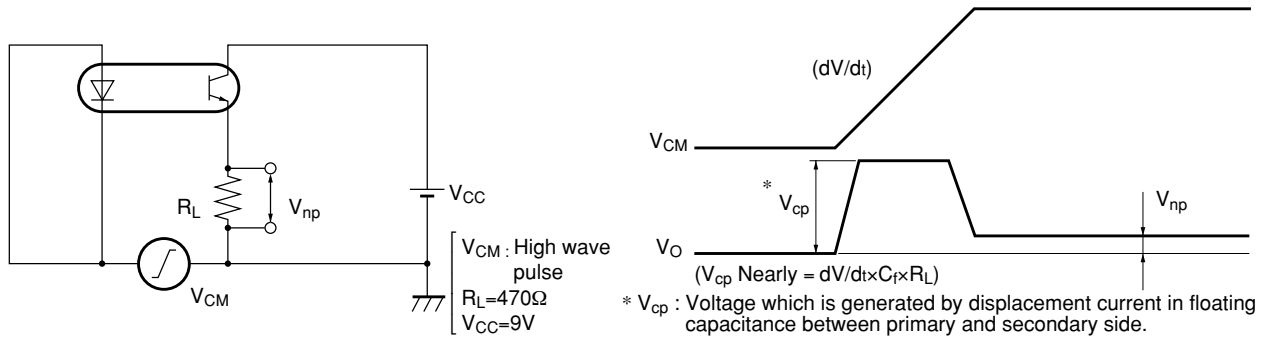 R_L
V_np
V_CC
V_CM
V_CM : High wave
pulse
R_L=470Ω
V_CC=9V
(dV/dt)
V_CM
* V_cp
V_np
V_O
(V_cp Nearly = dV/dt×C_f×R_L)
* V_cp : Voltage which is generated by displacement current in floating
capacitance between primary and secondary side.